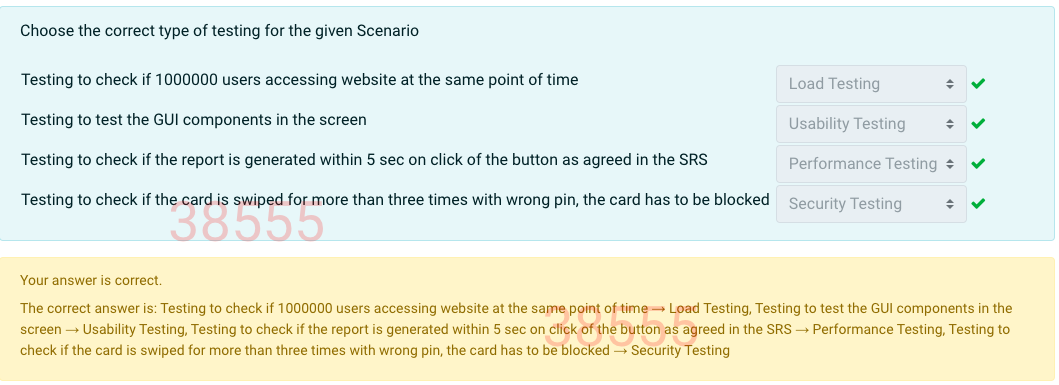 Choose the correct type of testing for the given Scenario
Testing to check if 1000000 users accessing website at the same point of time Load Testing
Testing to test the GUI components in the screen Usability Testing
Testing to check if the report is generated within 5 sec on click of the button as agreed in the SRS Performance Testing
Testing to check if the card is swiped for more than three times with wrong pin, the card has to be blocked Security Testing
38555
Your answer is correct.
The correct answer is: Testing to check if 1000000 users accessing website at the same point of time → Load Testing, Testing to test the GUI components in the
screen → Usability Testing, Testing to check if the report is generated within 5 sec on click of the button as agreed in the SRS → Performance Testing, Testing to
check if the card is swiped for more than three times with wrong pin, the card has to be blocked → Security Testing
38555